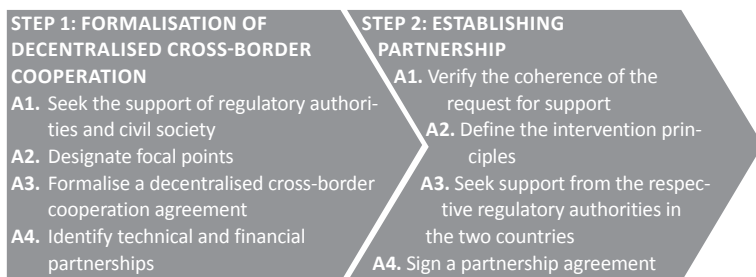 STEP 1: FORMALISATION OF
DECENTRALISED CROSS-BORDER
COOPERATION
A1. Seek the support of regulatory authori-
ties and civil society
A2. Designate focal points
A3. Formalise a decentralised cross-border
cooperation agreement
A4. Identify technical and financial
partnerships
STEP 2: ESTABLISHING
PARTNERSHIP
A1. Verify the coherence of the
request for support
A2. Define the intervention prin-
ciples
A3. Seek support from the respec-
tive regulatory authorities in
the two countries
A4. Sign a partnership agreement